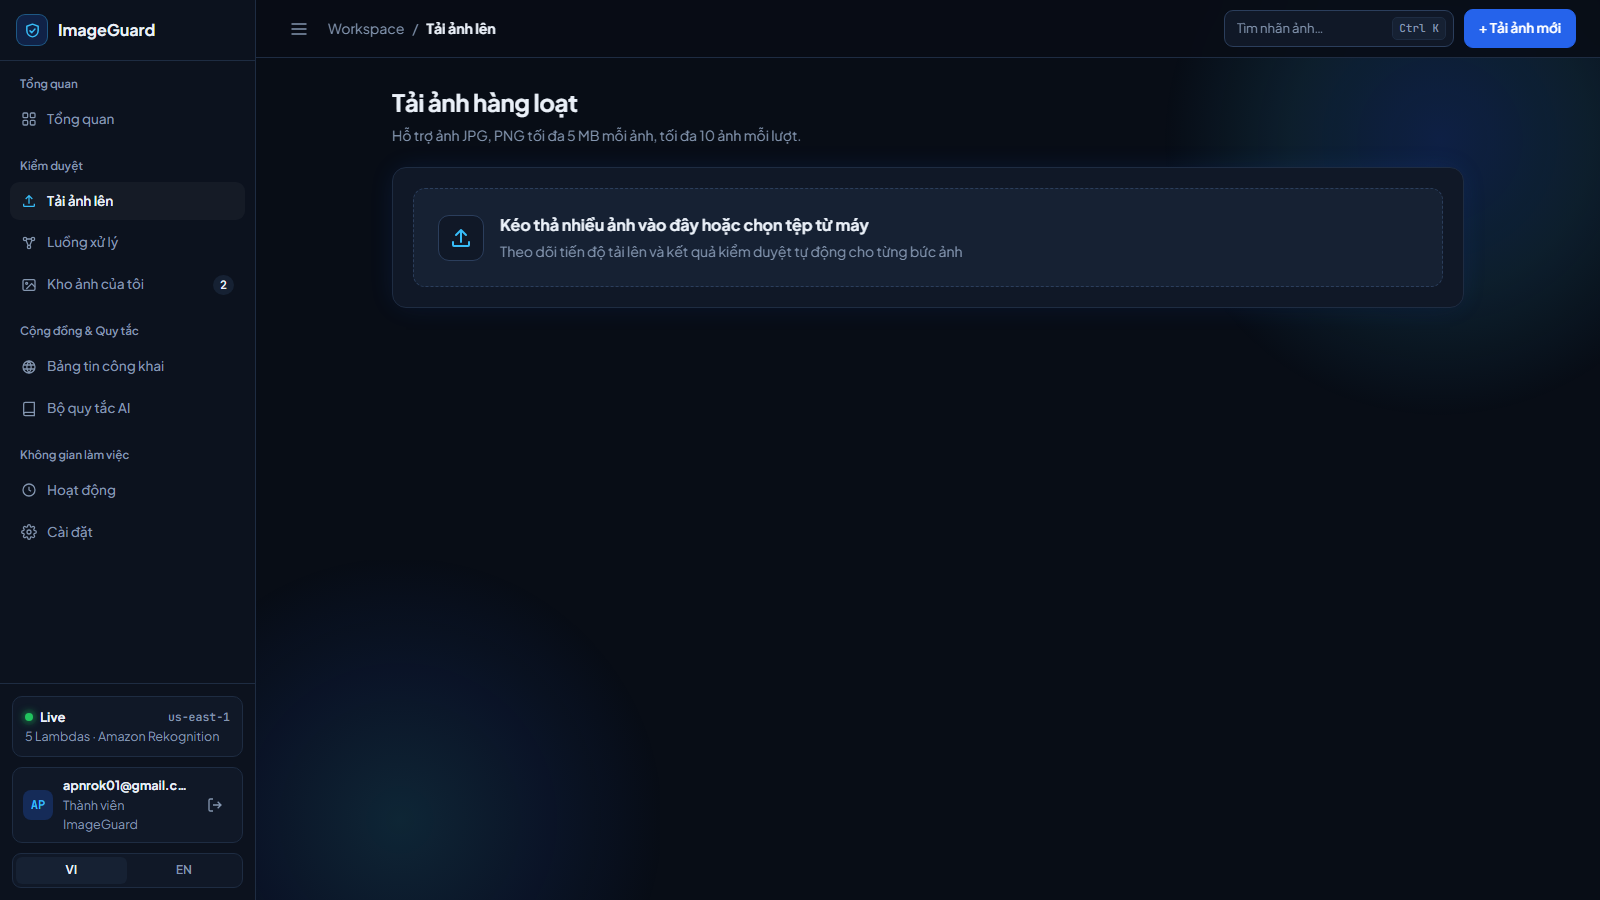 ImageGuard
Tổng quan
Tổng quan
Kiểm duyệt
Tải ảnh lên
Luồng xử lý
Kho ảnh của tôi 2
Cộng đồng & Quy tắc
Bảng tin công khai
Bộ quy tắc AI
Không gian làm việc
Hoạt động
Cài đặt
Live us-east-1
5 Lambdas · Amazon Rekognition
AP
apnrok01@gmail.c…
Thành viên
ImageGuard
VI EN
Workspace / Tải ảnh lên
Tìm nhãn ảnh… Ctrl K
+ Tải ảnh mới
Tải ảnh hàng loạt
Hỗ trợ ảnh JPG, PNG tối đa 5 MB mỗi ảnh, tối đa 10 ảnh mỗi lượt.
Kéo thả nhiều ảnh vào đây hoặc chọn tệp từ máy
Theo dõi tiến độ tải lên và kết quả kiểm duyệt tự động cho từng bức ảnh